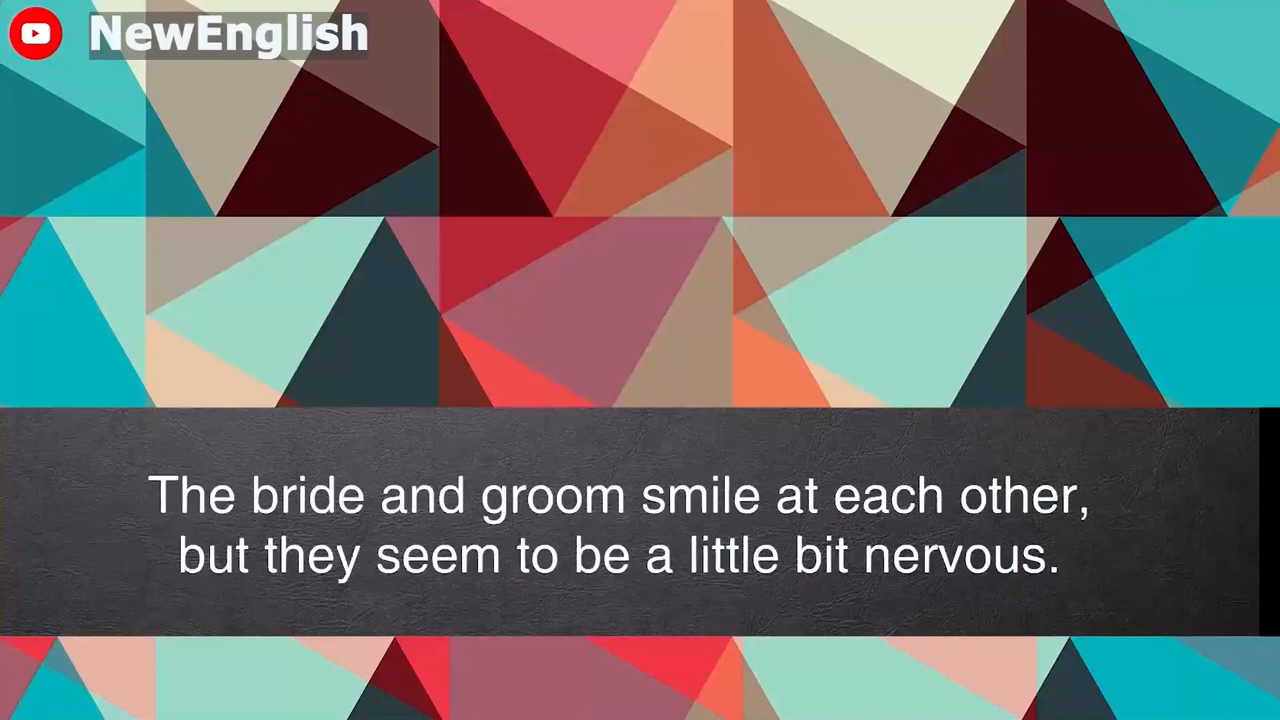 NewEnglish
The bride and groom smile at each other,
but they seem to be a little bit nervous.